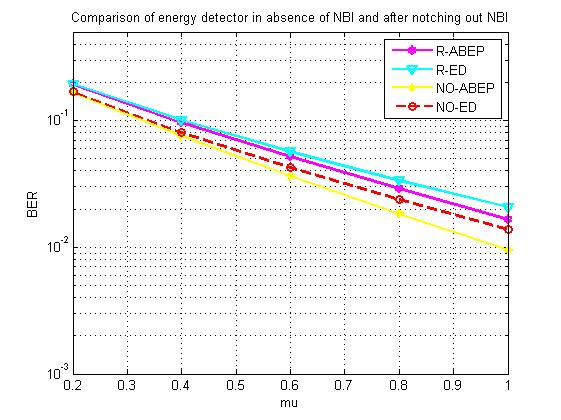 Comparison of energy detector in absence of NBI and after notching out NBI
R-ABEP
R-ED
NO-ABEP
NO-ED
10^-1
10^-2
10^-3
BER
0.2 0.3 0.4 0.5 0.6 0.7 0.8 0.9 1
mu